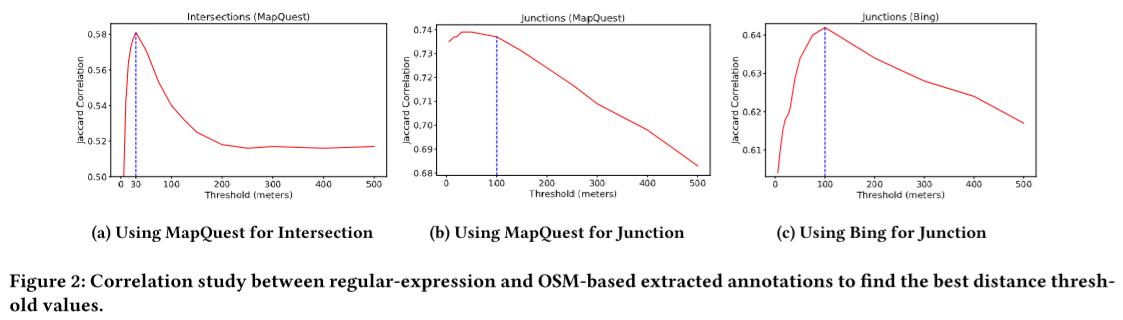 Intersections (MapQuest)
0.58
0.56
0.54
0.52
0.50
Jaccard Correlation
0 30 100 200 300 400 500
Threshold (meters)
Junctions (MapQuest)
0.74
0.73
0.72
0.71
0.70
0.69
0.68
Jaccard Correlation
0 100 200 300 400 500
Threshold (meters)
Junctions (Bing)
0.64
0.63
0.62
0.61
Jaccard Correlation
0 100 200 300 400 500
Threshold (meters)
(a) Using MapQuest for Intersection
(b) Using MapQuest for Junction
(c) Using Bing for Junction
Figure 2: Correlation study between regular-expression and OSM-based extracted annotations to find the best distance thresh-
old values.